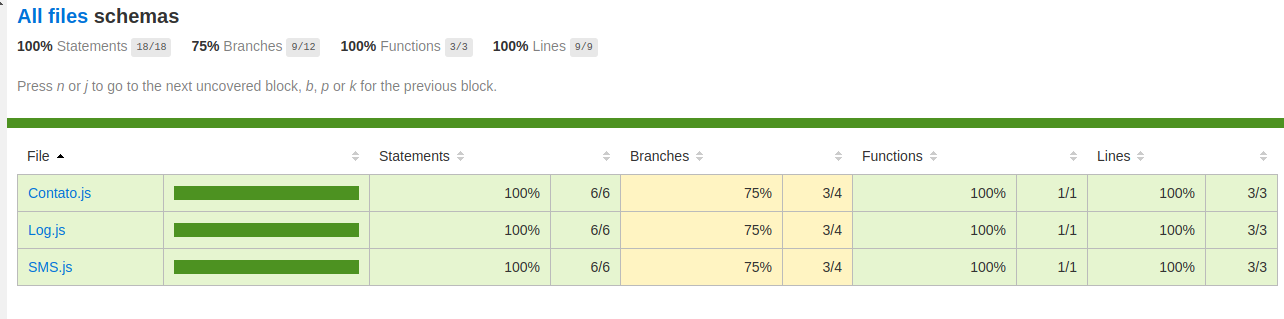 All files schemas
100% Statements 18/18 75% Branches 9/12 100% Functions 3/3 100% Lines 9/9
Press n or j to go to the next uncovered block, b, p or k for the previous block.
File Statements Branches Functions Lines
Contato.js 100% 6/6 75% 3/4 100% 1/1 100% 3/3
Log.js 100% 6/6 75% 3/4 100% 1/1 100% 3/3
SMS.js 100% 6/6 75% 3/4 100% 1/1 100% 3/3